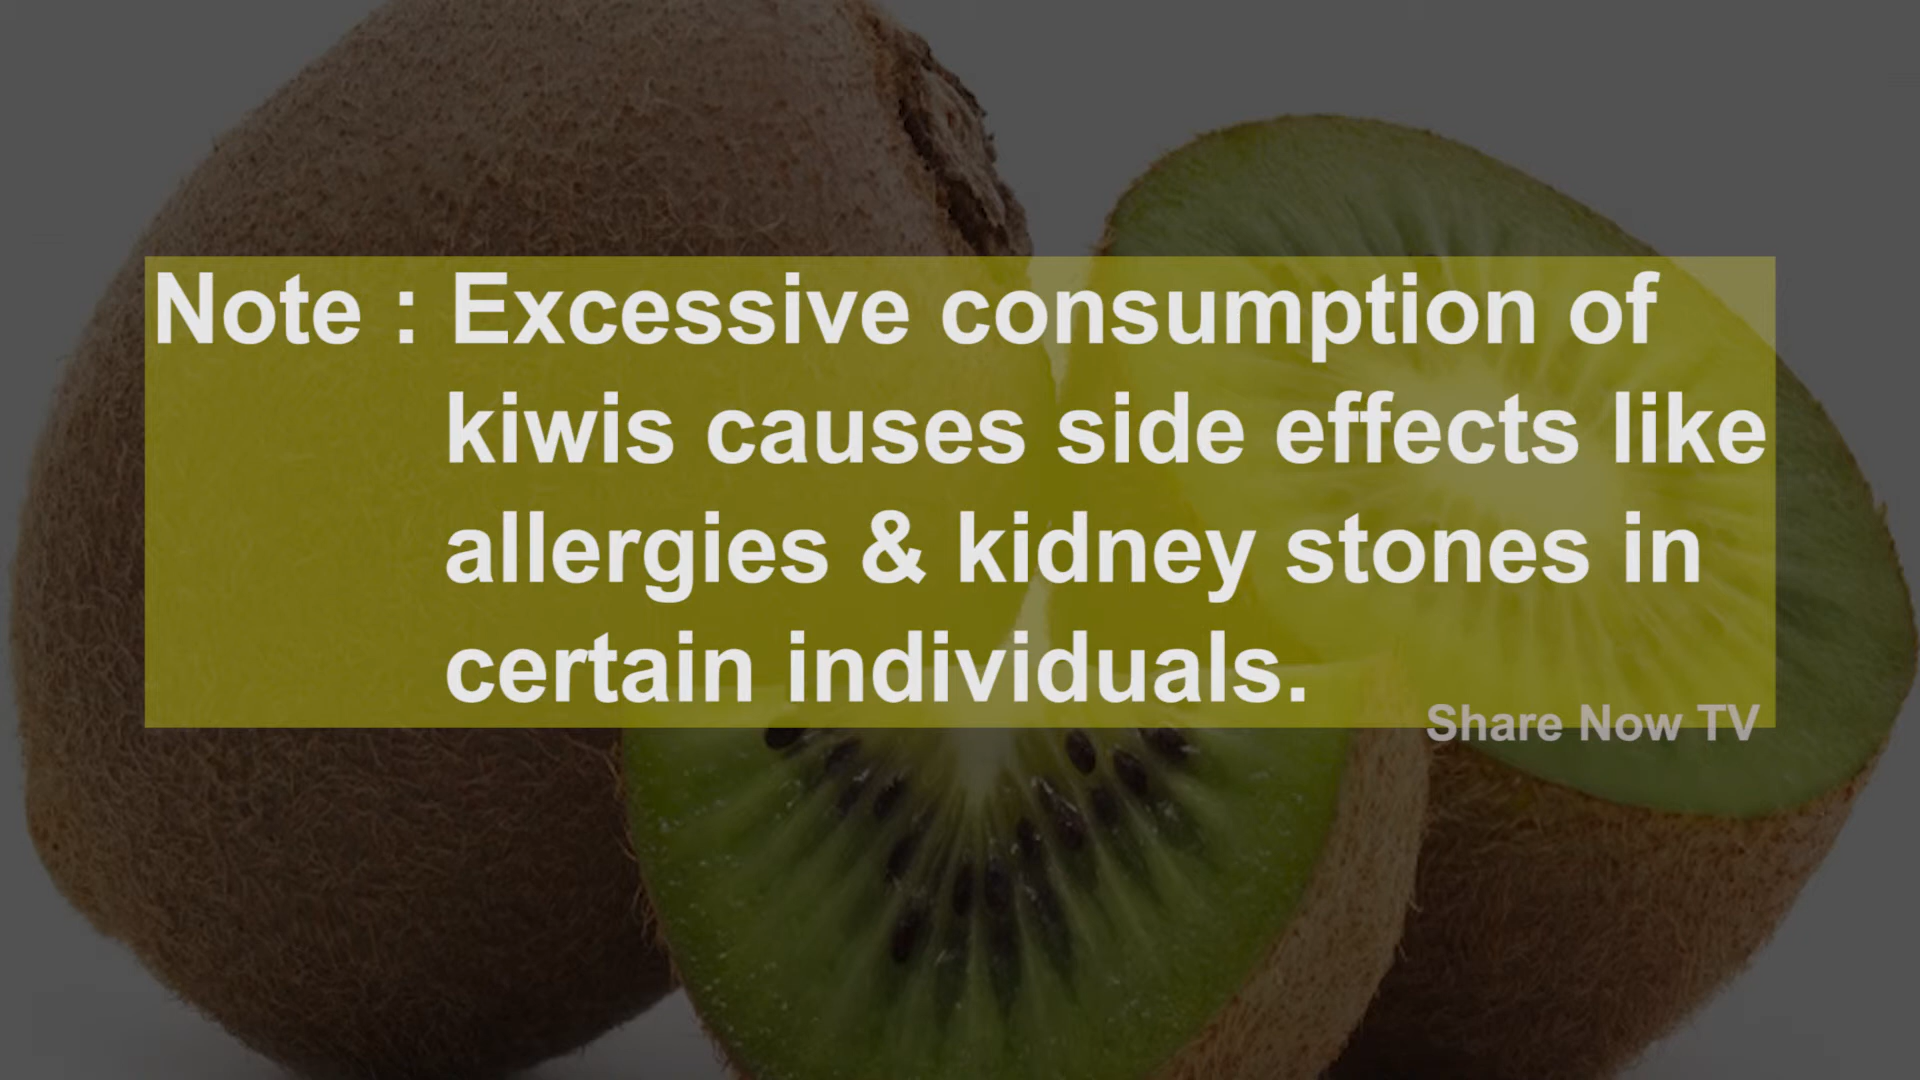 Note : Excessive consumption of
kiwis causes side effects like
allergies & kidney stones in
certain individuals.
Share Now TV